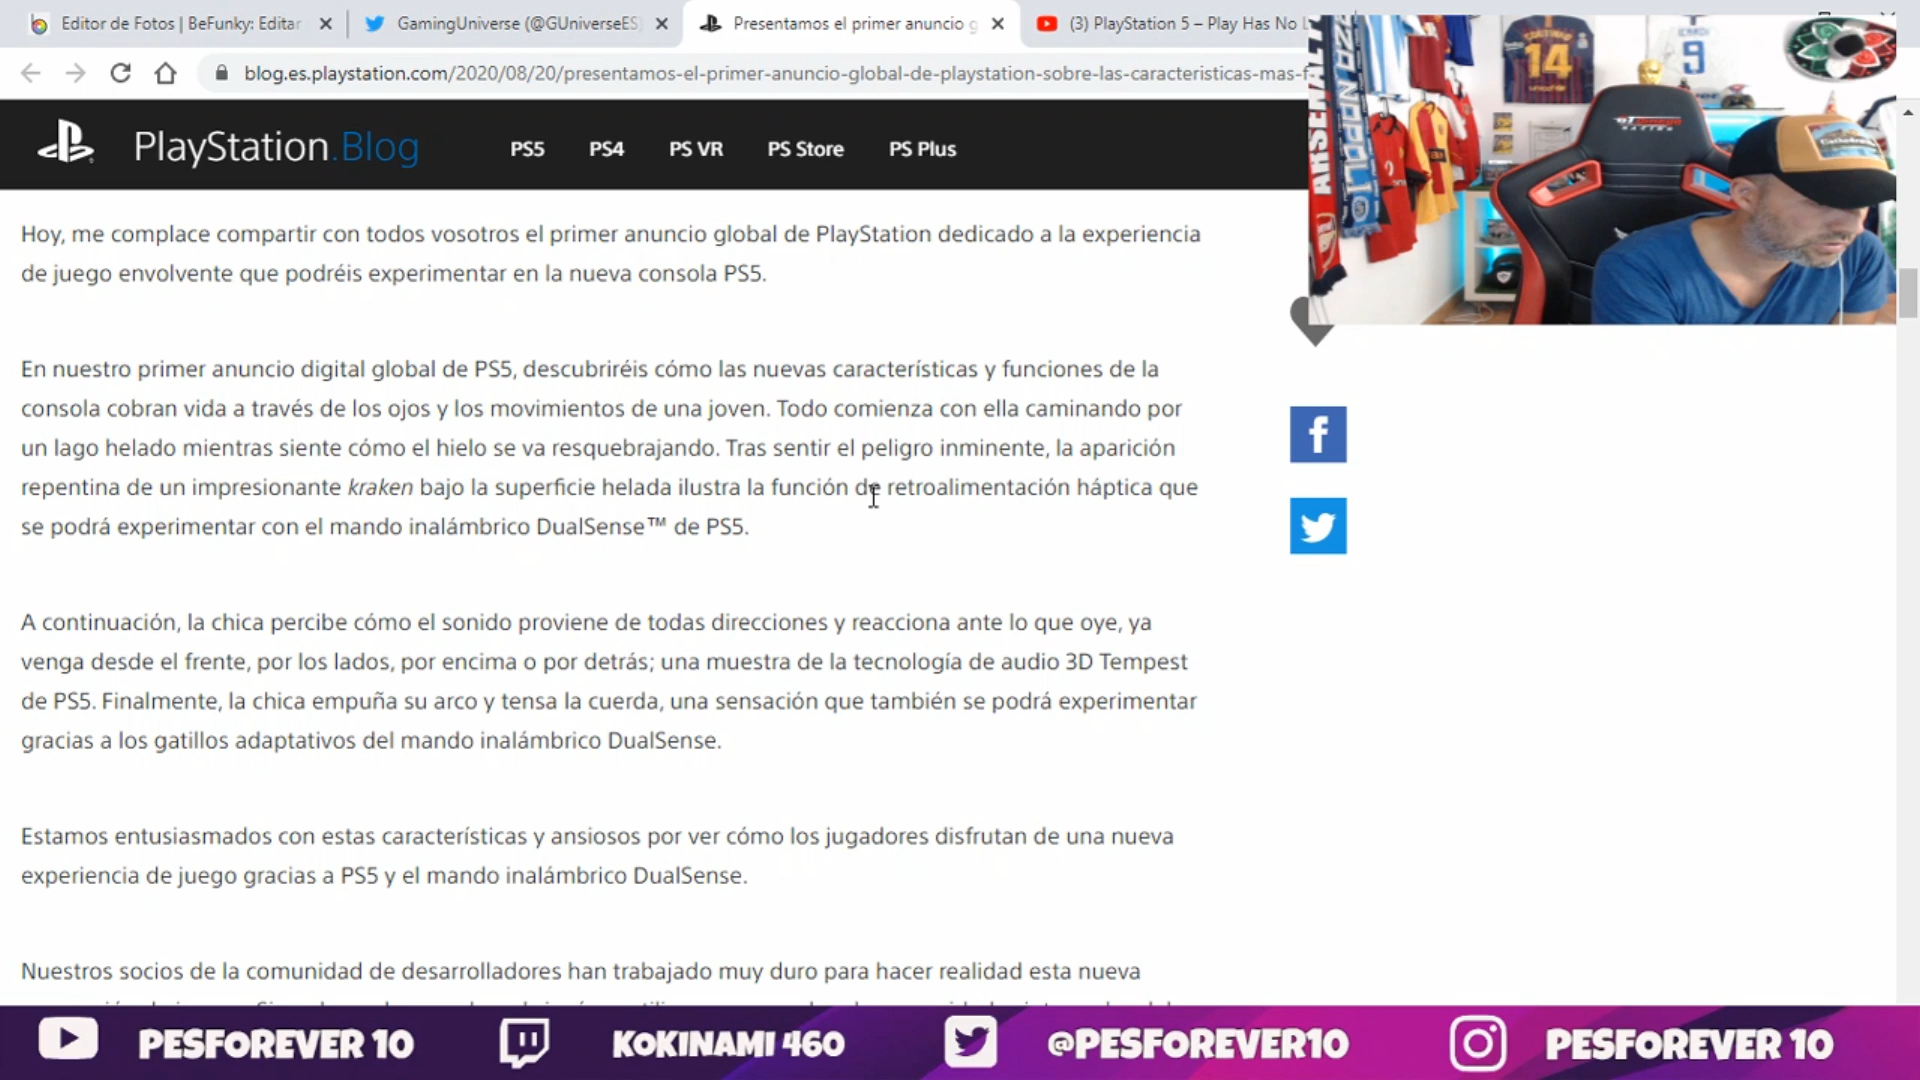 Editor de Fotos | BeFunky: Editar
GamingUniverse (@GUniverseES
Presentamos el primer anuncio g
(3) PlayStation 5 – Play Has No L
blog.es.playstation.com/2020/08/20/presentamos-el-primer-anuncio-global-de-playstation-sobre-las-caracteristicas-mas-f
PlayStation.Blog
PS5
PS4
PS VR
PS Store
PS Plus
ARSENAL
NAPOLI
14
unicef
9
Hoy, me complace compartir con todos vosotros el primer anuncio global de PlayStation dedicado a la experiencia
de juego envolvente que podréis experimentar en la nueva consola PS5.
En nuestro primer anuncio digital global de PS5, descubriréis cómo las nuevas características y funciones de la
consola cobran vida a través de los ojos y los movimientos de una joven. Todo comienza con ella caminando por
un lago helado mientras siente cómo el hielo se va resquebrajando. Tras sentir el peligro inminente, la aparición
repentina de un impresionante kraken bajo la superficie helada ilustra la función de retroalimentación háptica que
se podrá experimentar con el mando inalámbrico DualSense™ de PS5.
A continuación, la chica percibe cómo el sonido proviene de todas direcciones y reacciona ante lo que oye, ya
venga desde el frente, por los lados, por encima o por detrás; una muestra de la tecnología de audio 3D Tempest
de PS5. Finalmente, la chica empuña su arco y tensa la cuerda, una sensación que también se podrá experimentar
gracias a los gatillos adaptativos del mando inalámbrico DualSense.
Estamos entusiasmados con estas características y ansiosos por ver cómo los jugadores disfrutan de una nueva
experiencia de juego gracias a PS5 y el mando inalámbrico DualSense.
Nuestros socios de la comunidad de desarrolladores han trabajado muy duro para hacer realidad esta nueva
PESFOREVER 10
KOKINAMI 460
@PESFOREVER10
PESFOREVER 10